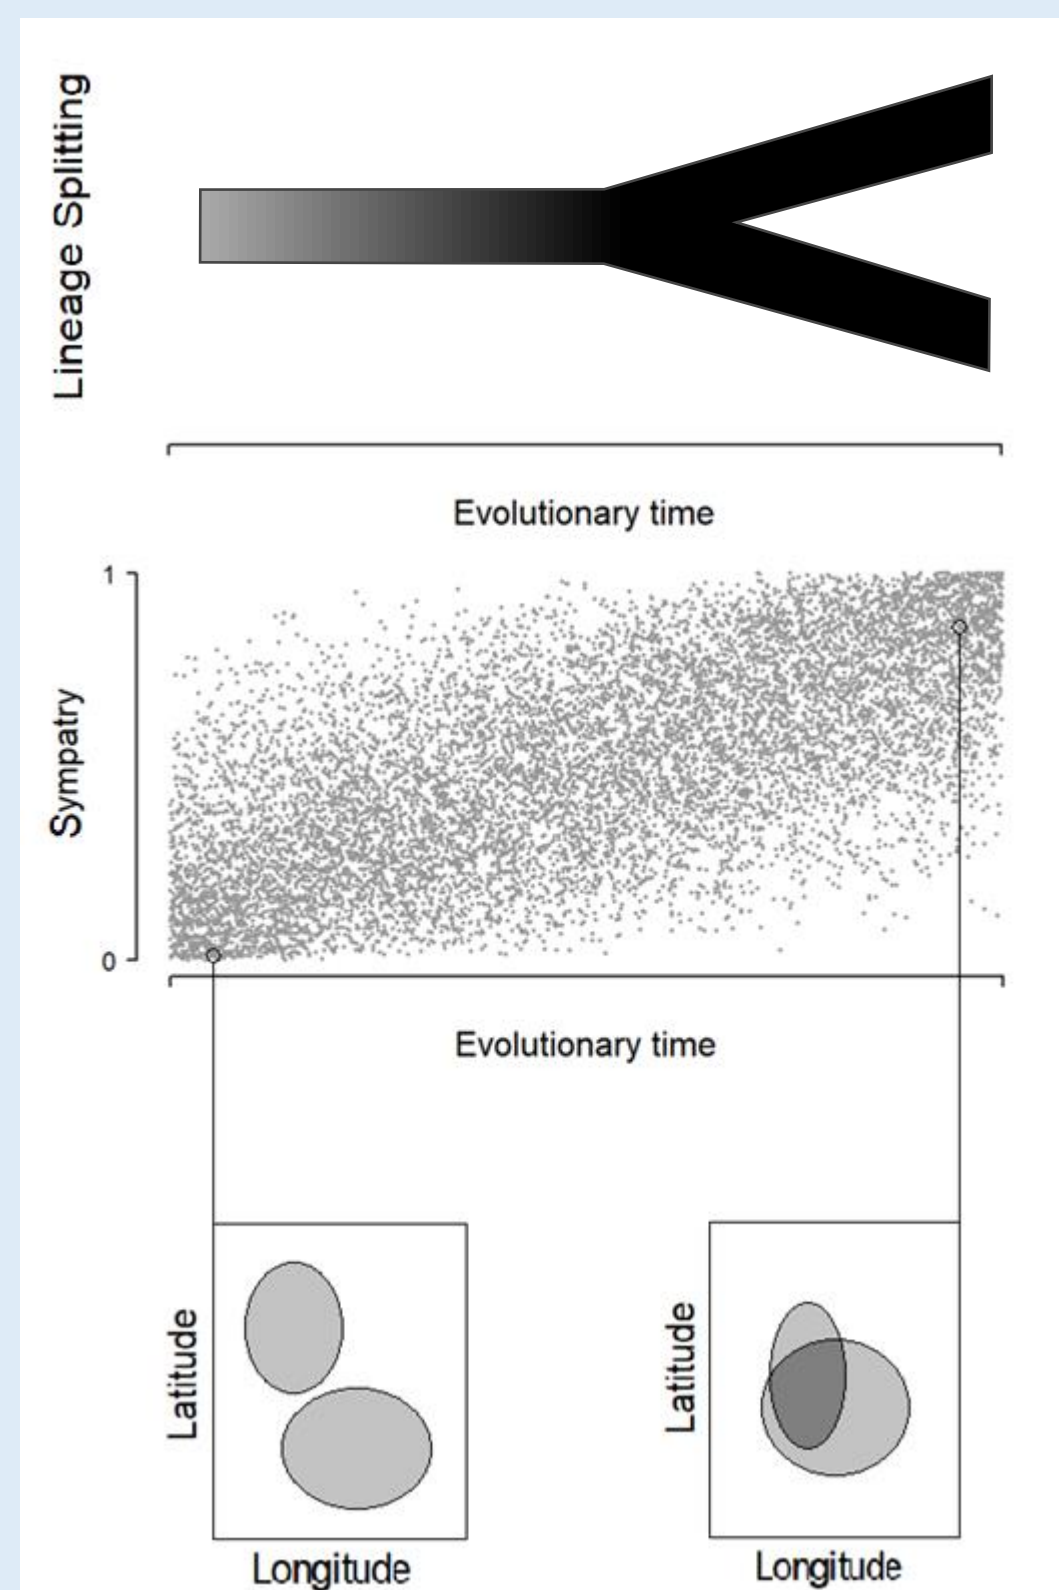 Lineage Splitting
Evolutionary time
1
Sympatry
0
Evolutionary time
Latitude
Longitude
Latitude
Longitude